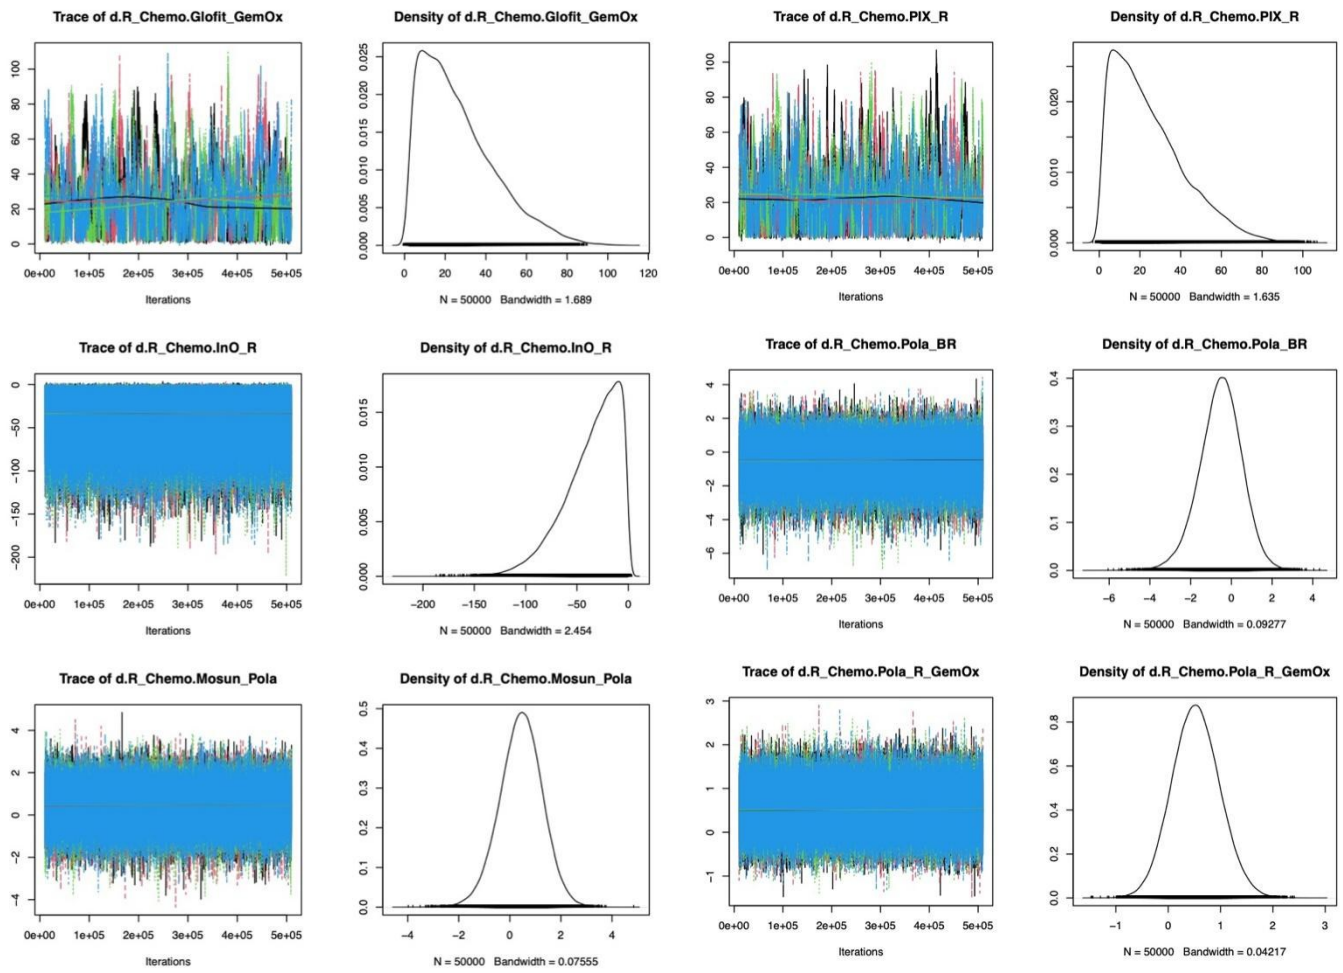 Trace of d.R_Chemo.Glofit_GemOx
Density of d.R_Chemo.Glofit_GemOx
Trace of d.R_Chemo.PIX_R
Density of d.R_Chemo.PIX_R
0 20 40 60 80 100
0.000 0.005 0.010 0.015 0.020 0.025
0 20 40 60 80 100
0.000 0.010 0.020
0e+00 1e+05 2e+05 3e+05 4e+05 5e+05
0 20 40 60 80 100 120
0e+00 1e+05 2e+05 3e+05 4e+05 5e+05
0 20 40 60 80 100
Iterations
N = 50000 Bandwidth = 1.689
Iterations
N = 50000 Bandwidth = 1.635
Trace of d.R_Chemo.InO_R
Density of d.R_Chemo.InO_R
Trace of d.R_Chemo.Pola_BR
Density of d.R_Chemo.Pola_BR
−200 −150 −100 −50 0
0.000 0.005 0.010 0.015
−6 −4 −2 0 2 4
0.0 0.1 0.2 0.3 0.4
0e+00 1e+05 2e+05 3e+05 4e+05 5e+05
−200 −150 −100 −50 0
0e+00 1e+05 2e+05 3e+05 4e+05 5e+05
−6 −4 −2 0 2 4
Iterations
N = 50000 Bandwidth = 2.454
Iterations
N = 50000 Bandwidth = 0.09277
Trace of d.R_Chemo.Mosun_Pola
Density of d.R_Chemo.Mosun_Pola
Trace of d.R_Chemo.Pola_R_GemOx
Density of d.R_Chemo.Pola_R_GemOx
−4 −2 0 2 4
0.0 0.1 0.2 0.3 0.4 0.5
−1 0 1 2 3
0.0 0.2 0.4 0.6 0.8
0e+00 1e+05 2e+05 3e+05 4e+05 5e+05
−4 −2 0 2 4
0e+00 1e+05 2e+05 3e+05 4e+05 5e+05
−1 0 1 2 3
Iterations
N = 50000 Bandwidth = 0.07555
Iterations
N = 50000 Bandwidth = 0.04217